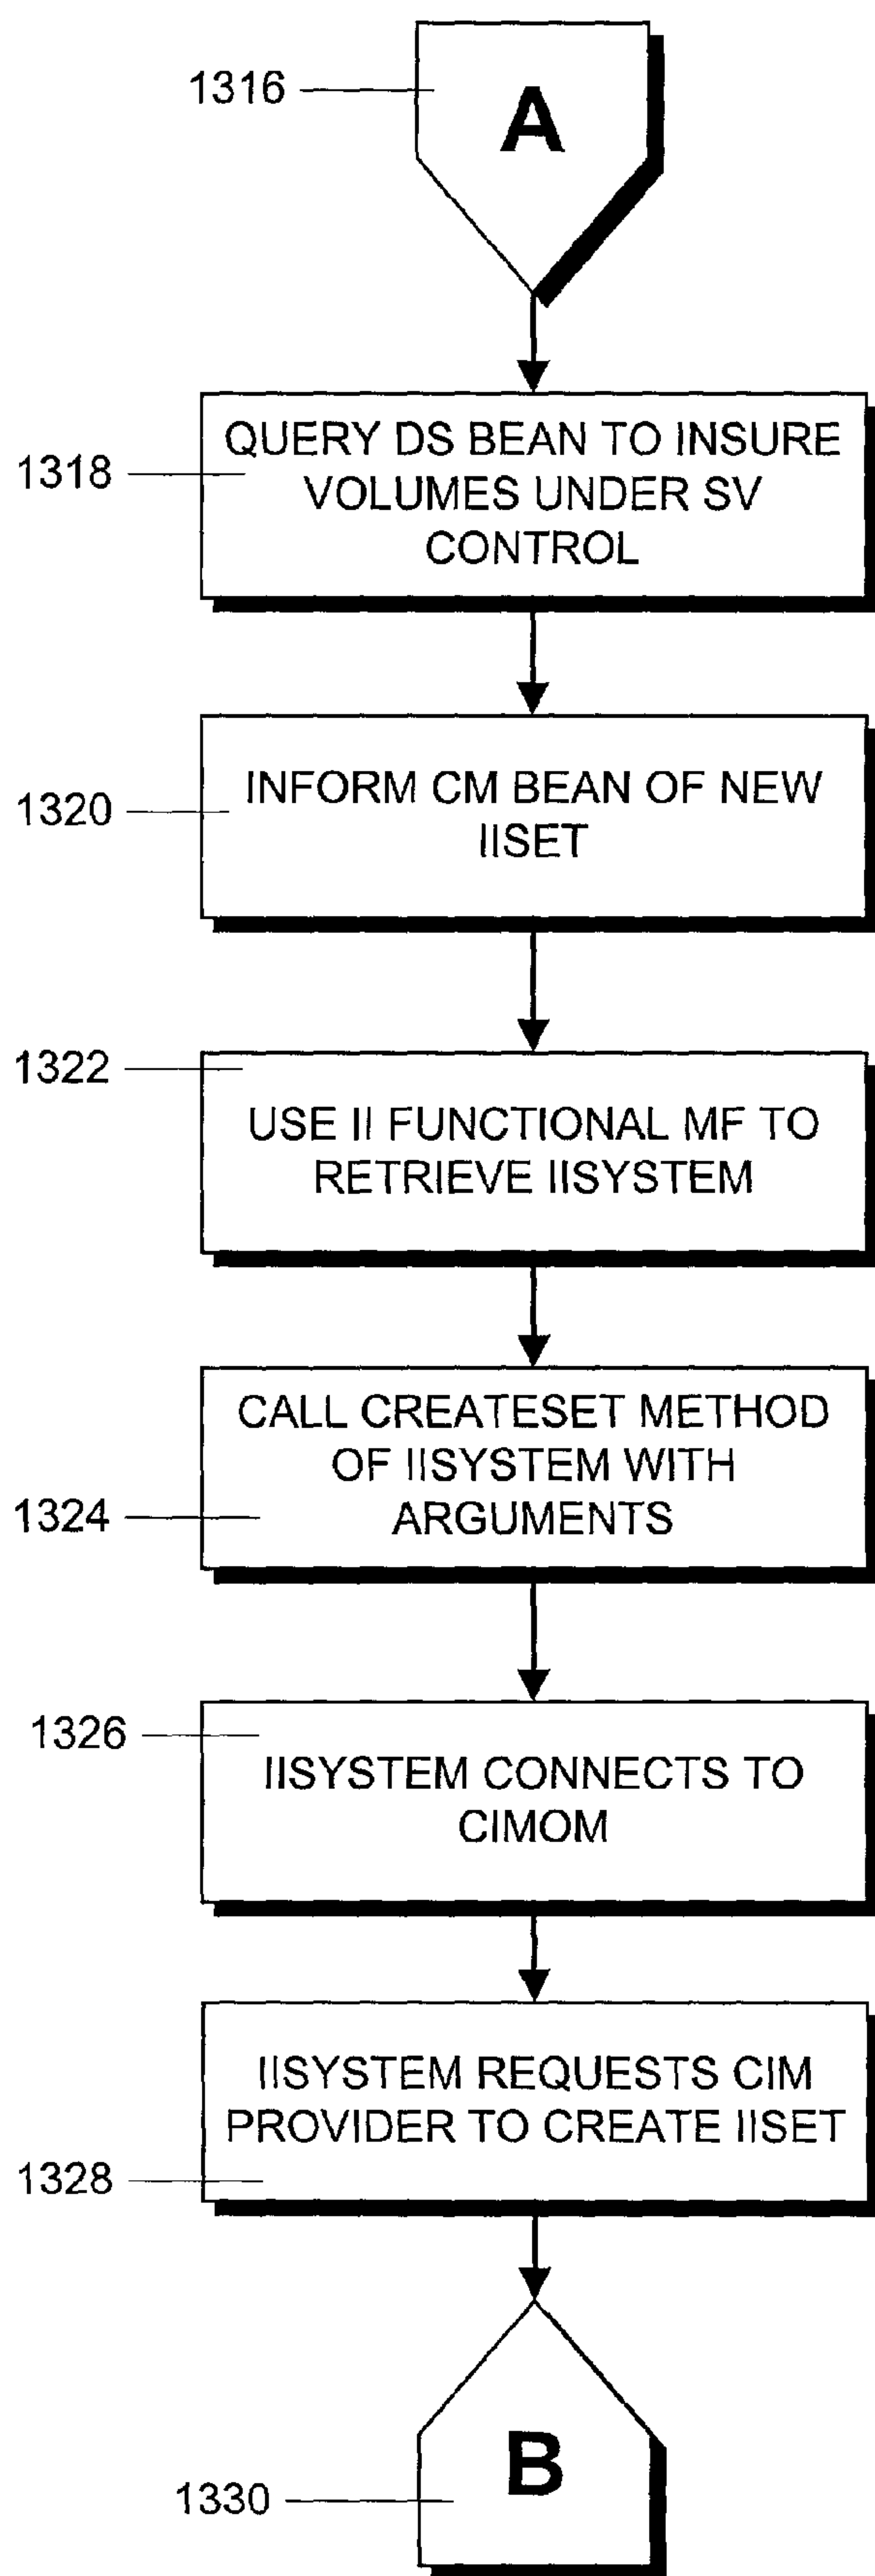 1316
A
1318
QUERY DS BEAN TO INSURE
VOLUMES UNDER SV
CONTROL
1320
INFORM CM BEAN OF NEW
IISET
1322
USE II FUNCTIONAL MF TO
RETRIEVE IISYSTEM
1324
CALL CREATESET METHOD
OF IISYSTEM WITH
ARGUMENTS
1326
IISYSTEM CONNECTS TO
CIMOM
1328
IISYSTEM REQUESTS CIM
PROVIDER TO CREATE IISET
1330
B